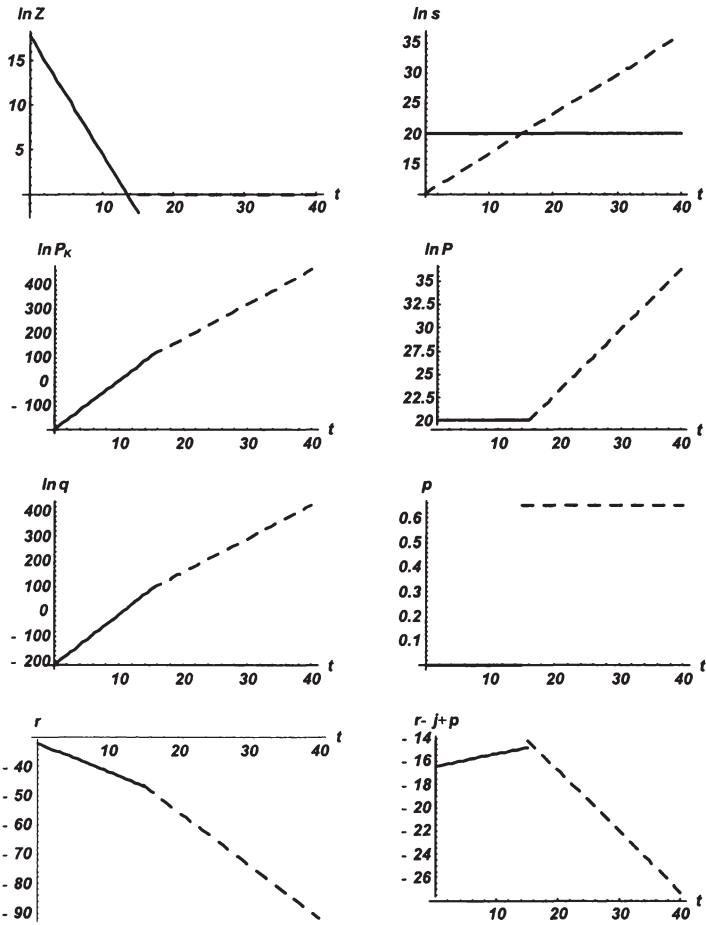 ln Z
15
10
5
10 20 30 40 t
ln s
35
30
25
20
15
10 20 30 40 t
ln P_K
400
300
200
100
0
- 100
10 20 30 40 t
ln P
35
32.5
30
27.5
25
22.5
20
10 20 30 40 t
ln q
400
300
200
100
0
- 100
- 200
10 20 30 40 t
p
0.6
0.5
0.4
0.3
0.2
0.1
10 20 30 40 t
r
10 20 30 40 t
- 40
- 50
- 60
- 70
- 80
- 90
r- j+p
- 14
- 16
- 18
- 20
- 22
- 24
- 26
10 20 30 40 t